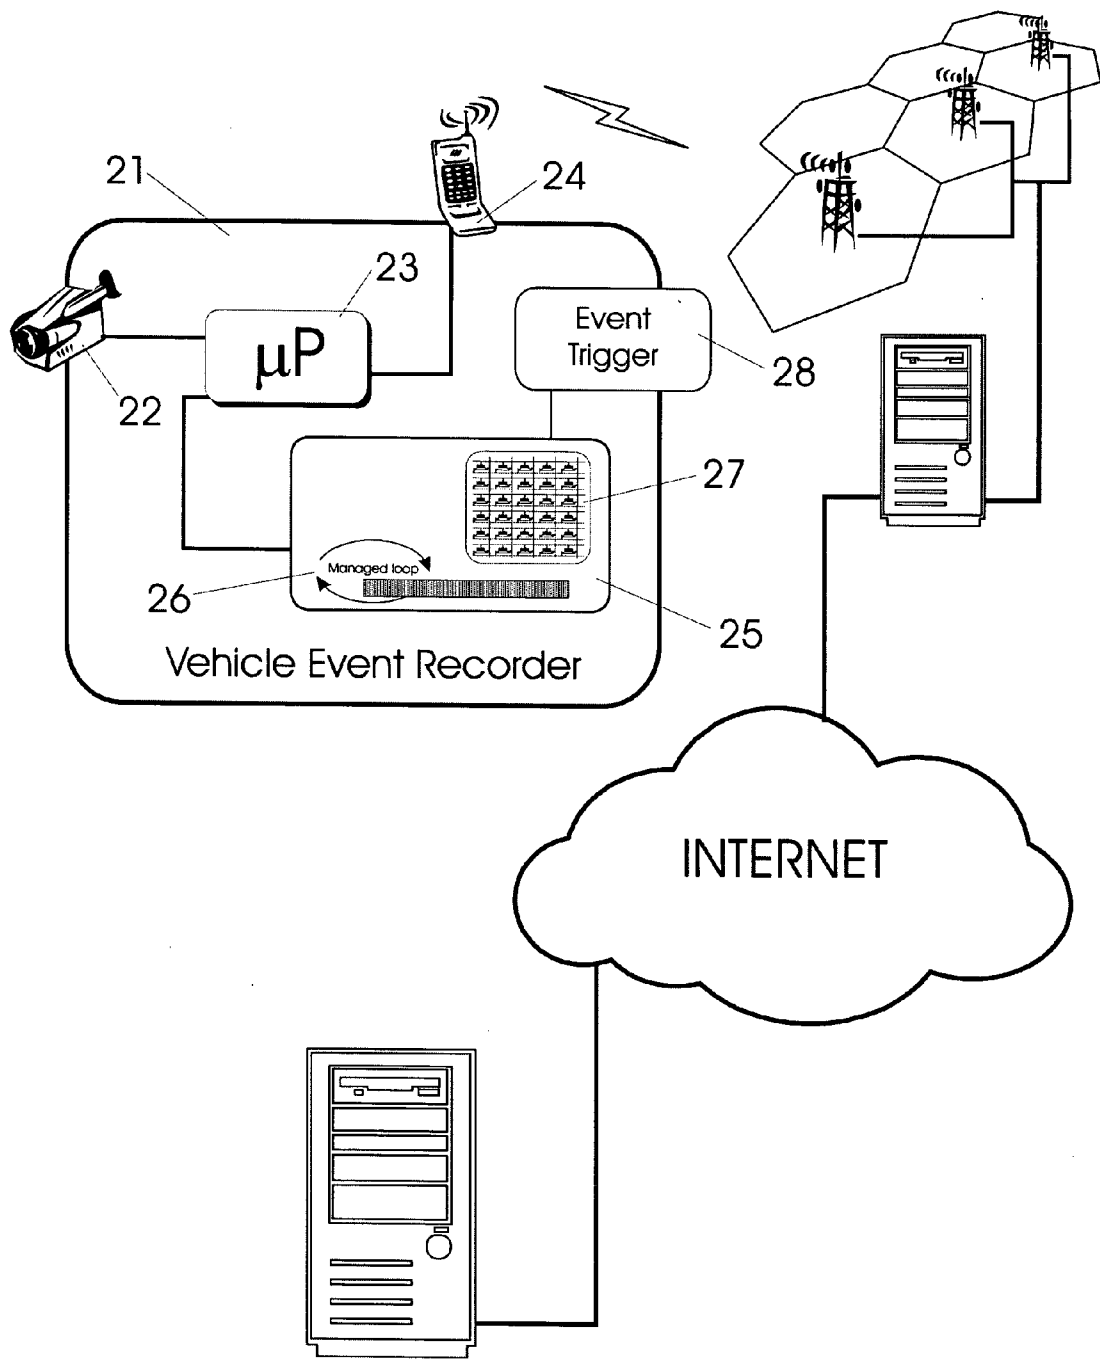 21
24
23
µP
Event
Trigger
28
22
27
Managed loop
26
25
Vehicle Event Recorder
INTERNET